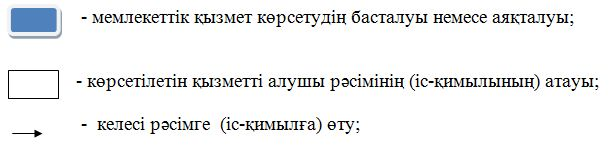 - мемлекеттік қызмет көрсетудің басталуы немесе аяқталуы;
- көрсетілетін қызметті алушы рәсімінің (іс-қимылының) атауы;
- келесі рәсімге (іс-қимылға) өту;